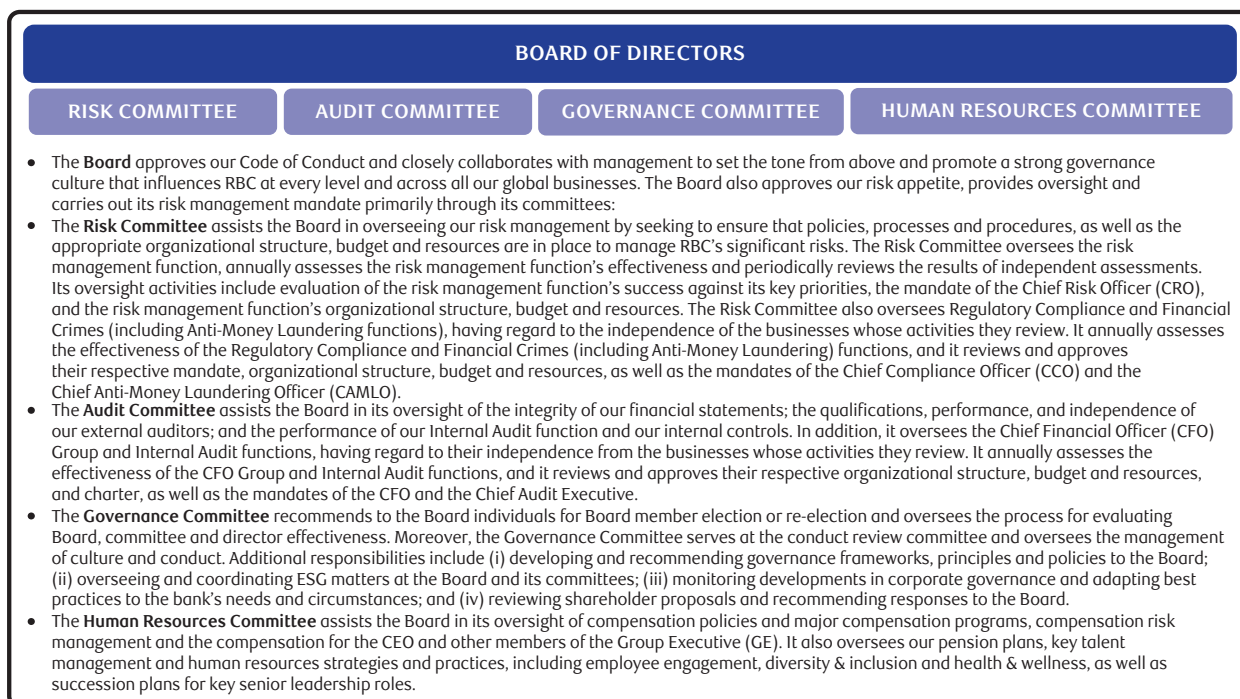 BOARD OF DIRECTORS
RISK COMMITTEE AUDIT COMMITTEE GOVERNANCE COMMITTEE HUMAN RESOURCES COMMITTEE
• The Board approves our Code of Conduct and closely collaborates with management to set the tone from above and promote a strong governance
culture that influences RBC at every level and across all our global businesses. The Board also approves our risk appetite, provides oversight and
carries out its risk management mandate primarily through its committees:
• The Risk Committee assists the Board in overseeing our risk management by seeking to ensure that policies, processes and procedures, as well as the
appropriate organizational structure, budget and resources are in place to manage RBC's significant risks. The Risk Committee oversees the risk
management function, annually assesses the risk management function's effectiveness and periodically reviews the results of independent assessments.
Its oversight activities include evaluation of the risk management function's success against its key priorities, the mandate of the Chief Risk Officer (CRO),
and the risk management function's organizational structure, budget and resources. The Risk Committee also oversees Regulatory Compliance and Financial
Crimes (including Anti-Money Laundering functions), having regard to the independence of the businesses whose activities they review. It annually assesses
the effectiveness of the Regulatory Compliance and Financial Crimes (including Anti-Money Laundering) functions, and it reviews and approves
their respective mandate, organizational structure, budget and resources, as well as the mandates of the Chief Compliance Officer (CCO) and the
Chief Anti-Money Laundering Officer (CAMLO).
• The Audit Committee assists the Board in its oversight of the integrity of our financial statements; the qualifications, performance, and independence of
our external auditors; and the performance of our Internal Audit function and our internal controls. In addition, it oversees the Chief Financial Officer (CFO)
Group and Internal Audit functions, having regard to their independence from the businesses whose activities they review. It annually assesses the
effectiveness of the CFO Group and Internal Audit functions, and it reviews and approves their respective organizational structure, budget and resources,
and charter, as well as the mandates of the CFO and the Chief Audit Executive.
• The Governance Committee recommends to the Board individuals for Board member election or re-election and oversees the process for evaluating
Board, committee and director effectiveness. Moreover, the Governance Committee serves at the conduct review committee and oversees the management
of culture and conduct. Additional responsibilities include (i) developing and recommending governance frameworks, principles and policies to the Board;
(ii) overseeing and coordinating ESG matters at the Board and its committees; (iii) monitoring developments in corporate governance and adapting best
practices to the bank's needs and circumstances; and (iv) reviewing shareholder proposals and recommending responses to the Board.
• The Human Resources Committee assists the Board in its oversight of compensation policies and major compensation programs, compensation risk
management and the compensation for the CEO and other members of the Group Executive (GE). It also oversees our pension plans, key talent
management and human resources strategies and practices, including employee engagement, diversity & inclusion and health & wellness, as well as
succession plans for key senior leadership roles.